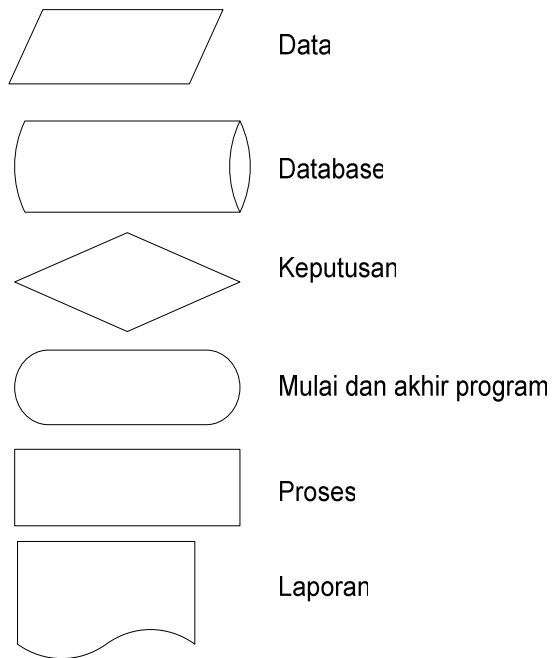 Data
Database
Keputusan
Mulai dan akhir program
Proses
Laporan